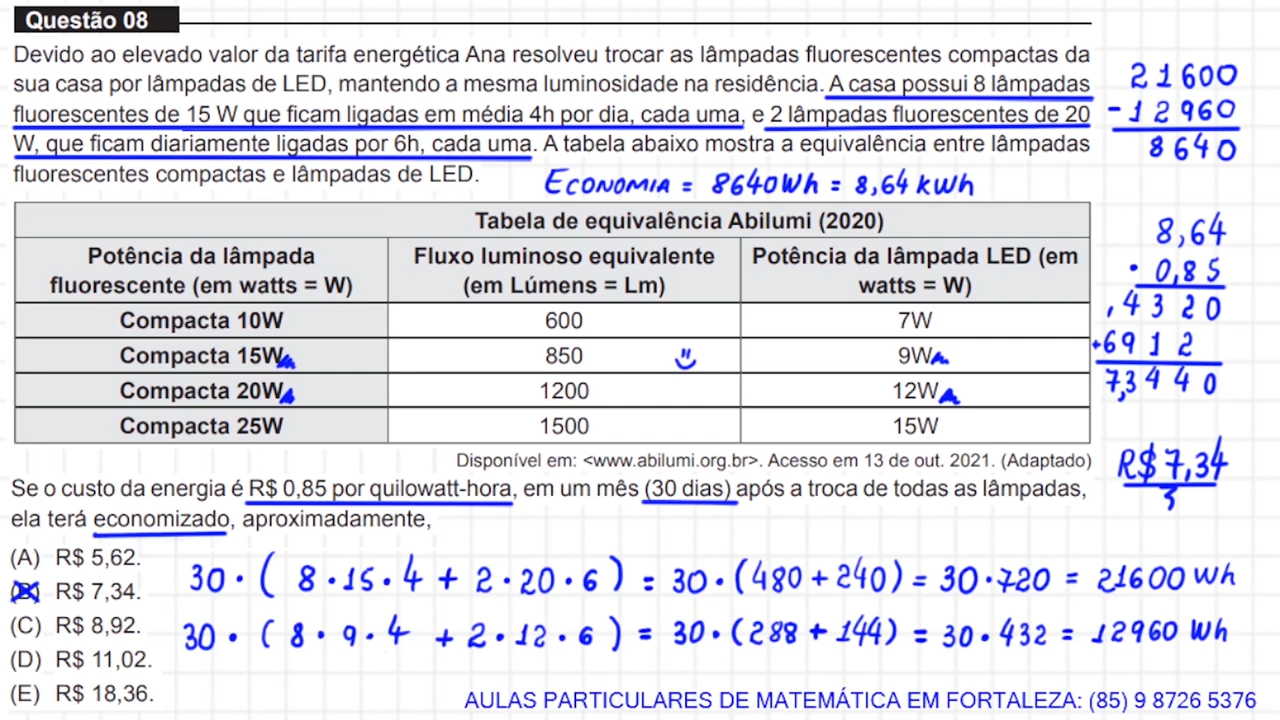 Questão 08
Devido ao elevado valor da tarifa energética Ana resolveu trocar as lâmpadas fluorescentes compactas da
sua casa por lâmpadas de LED, mantendo a mesma luminosidade na residência. A casa possui 8 lâmpadas
fluorescentes de 15 W que ficam ligadas em média 4h por dia, cada uma, e 2 lâmpadas fluorescentes de 20
W, que ficam diariamente ligadas por 6h, cada uma. A tabela abaixo mostra a equivalência entre lâmpadas
fluorescentes compactas e lâmpadas de LED.
21600
- 12960
8640
ECONOMIA = 8640Wh = 8,64 kWh
Tabela de equivalência Abilumi (2020)
Potência da lâmpada
fluorescente (em watts = W)
Fluxo luminoso equivalente
(em Lúmens = Lm)
Potência da lâmpada LED (em
watts = W)
Compacta 10W 600 7W
Compacta 15W 850 9W
Compacta 20W 1200 12W
Compacta 25W 1500 15W
8,64
· 0,85
4320
+6912
7,3440
R$ 7,34
Disponível em: <www.abilumi.org.br>. Acesso em 13 de out. 2021. (Adaptado)
Se o custo da energia é R$ 0,85 por quilowatt-hora, em um mês (30 dias) após a troca de todas as lâmpadas,
ela terá economizado, aproximadamente,
(A) R$ 5,62.
(B) R$ 7,34.
(C) R$ 8,92.
(D) R$ 11,02.
(E) R$ 18,36.
30 · ( 8 · 15 · 4 + 2 · 20 · 6 ) = 30 · (480 + 240) = 30 · 720 = 21600 Wh
30 · ( 8 · 9 · 4 + 2 · 12 · 6 ) = 30 · (288 + 144) = 30 · 432 = 12960 Wh
AULAS PARTICULARES DE MATEMÁTICA EM FORTALEZA: (85) 9 8726 5376